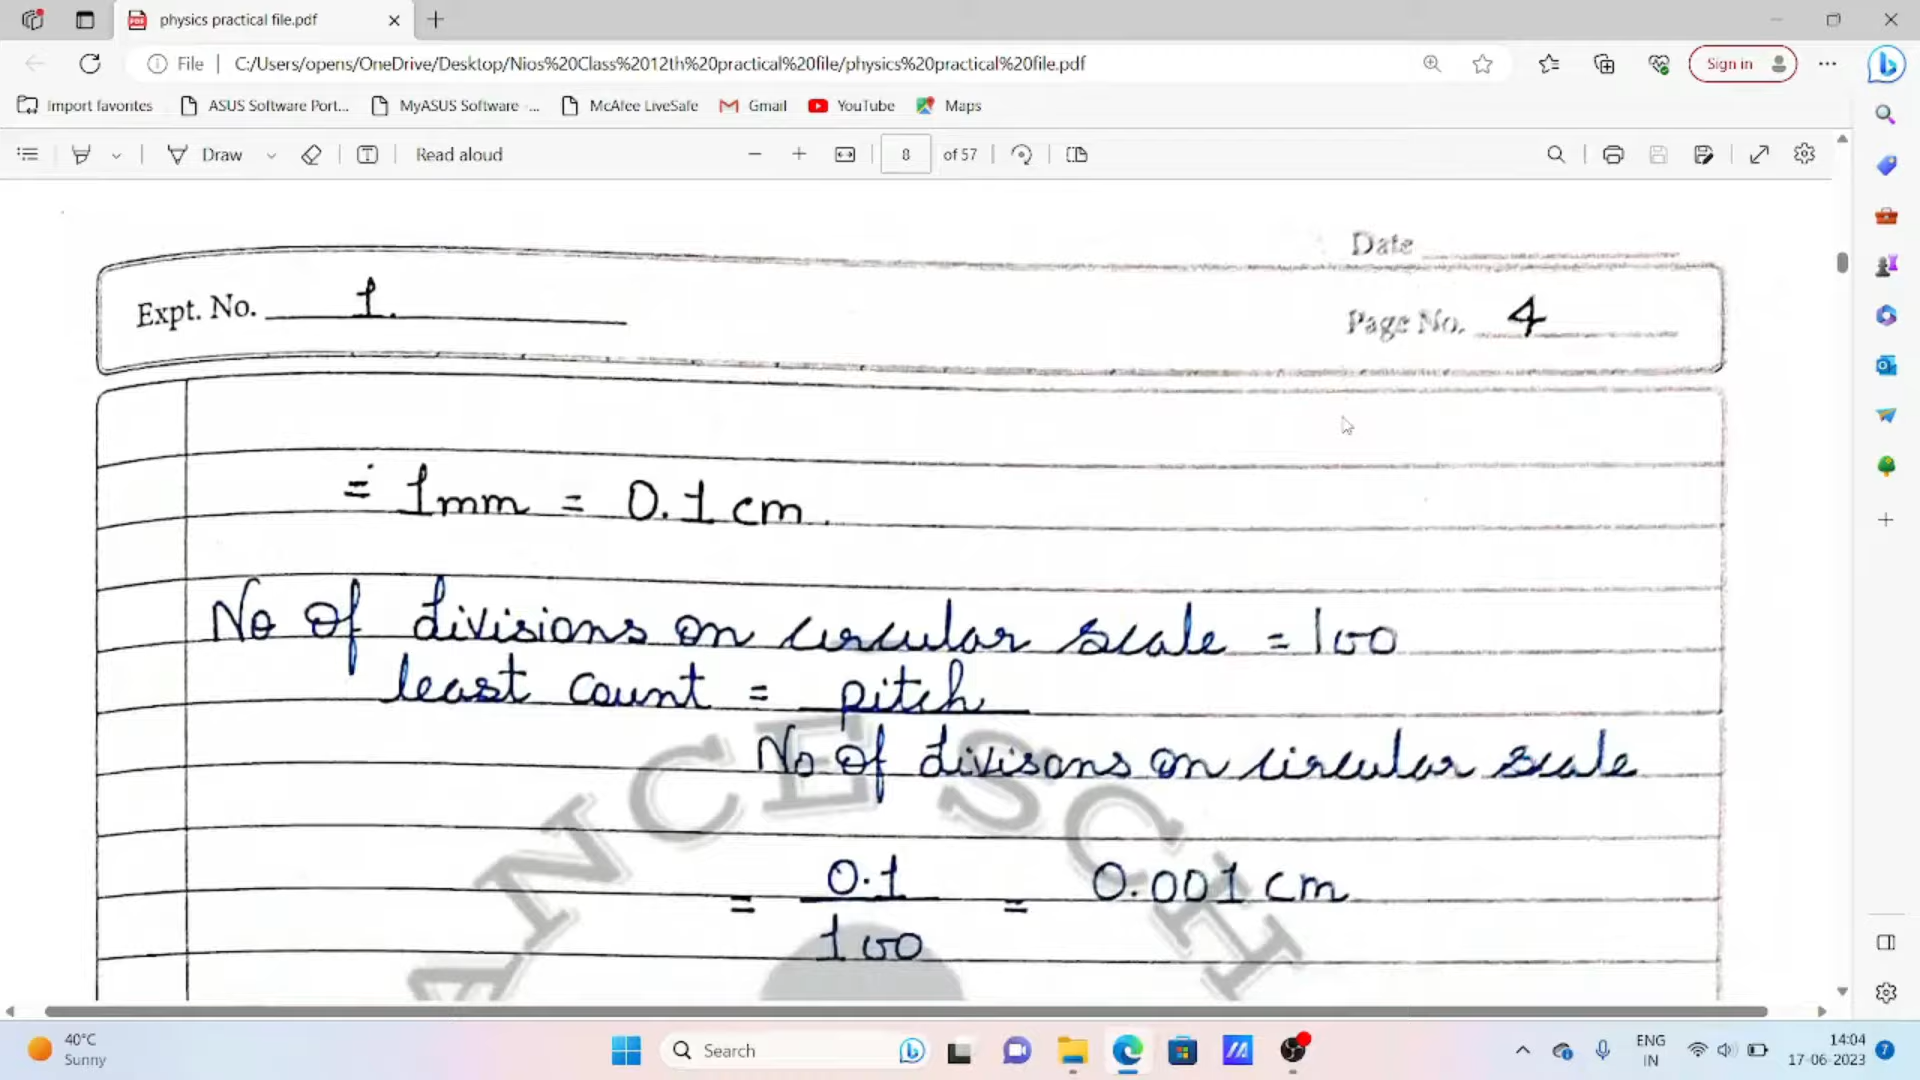 physics practical file.pdf
File C:/Users/opens/OneDrive/Desktop/Nios%20Class%2012th%20practical%20file/physics%20practical%20file.pdf
Sign in
Import favorites ASUS Software Port... MyASUS Software -... McAfee LiveSafe Gmail YouTube Maps
Draw Read aloud 8 of 57
Date
Expt. No. 1.
Page No. 4
= 1mm = 0.1 cm.
No of divisions on circular scale = 100
least count = pitch
No of divisons on circular scale
= 0.1 = 0.001 cm
100
ANCE SCH
40°C
Sunny
Search
ENG
IN
14:04
17-06-2023
7